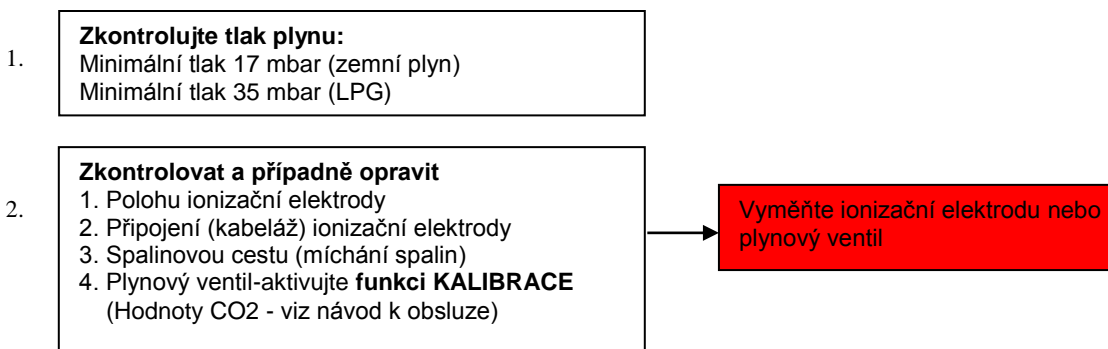 1.
Zkontrolujte tlak plynu:
Minimální tlak 17 mbar (zemní plyn)
Minimální tlak 35 mbar (LPG)
2.
Zkontrolovat a případně opravit
1. Polohu ionizační elektrody
2. Připojení (kabeláž) ionizační elektrody
3. Spalinovou cestu (míchání spalin)
4. Plynový ventil-aktivujte funkci KALIBRACE
(Hodnoty CO2 - viz návod k obsluze)
Vyměňte ionizační elektrodu nebo
plynový ventil